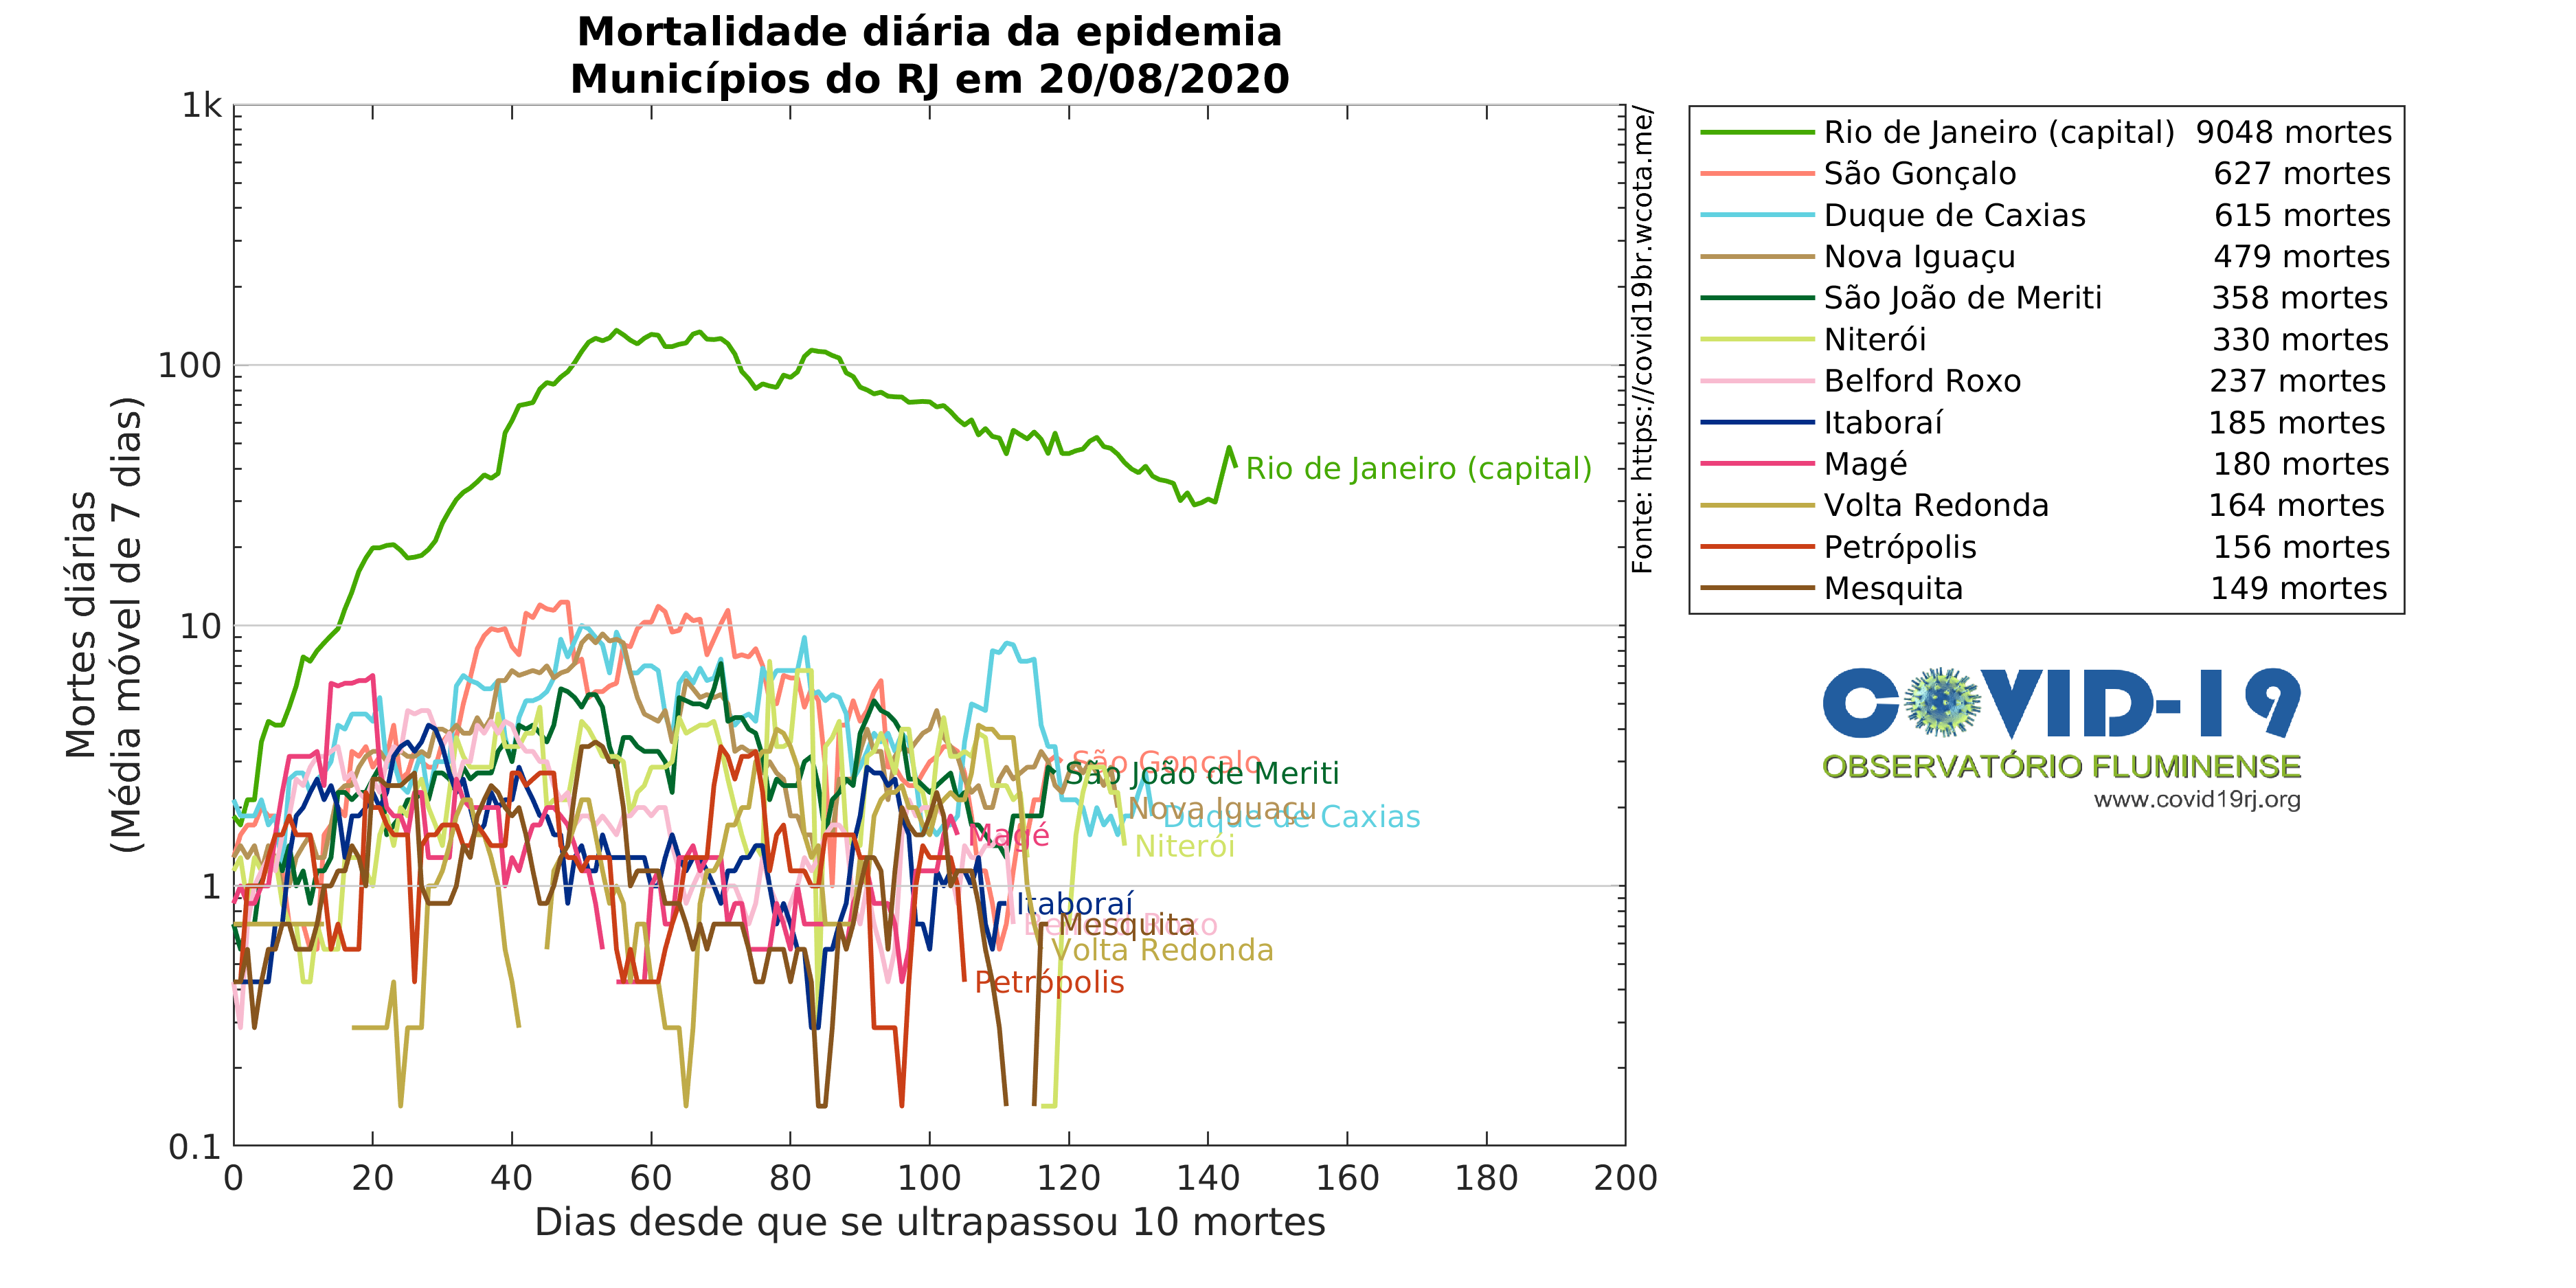 Mortalidade diária da epidemia
Municípios do RJ em 20/08/2020
Mortes diárias
(Média móvel de 7 dias)
1k
100
10
1
0.1
0 20 40 60 80 100 120 140 160 180 200
Dias desde que se ultrapassou 10 mortes
Rio de Janeiro (capital)
São Gonçalo
São João de Meriti
Nova Iguaçu
Duque de Caxias
Magé
Niterói
Itaboraí
Belford Roxo
Mesquita
Volta Redonda
Petrópolis
Fonte: https://covid19br.wcota.me/
Rio de Janeiro (capital) 9048 mortes
São Gonçalo 627 mortes
Duque de Caxias 615 mortes
Nova Iguaçu 479 mortes
São João de Meriti 358 mortes
Niterói 330 mortes
Belford Roxo 237 mortes
Itaboraí 185 mortes
Magé 180 mortes
Volta Redonda 164 mortes
Petrópolis 156 mortes
Mesquita 149 mortes
COVID-19
OBSERVATÓRIO FLUMINENSE
www.covid19rj.org